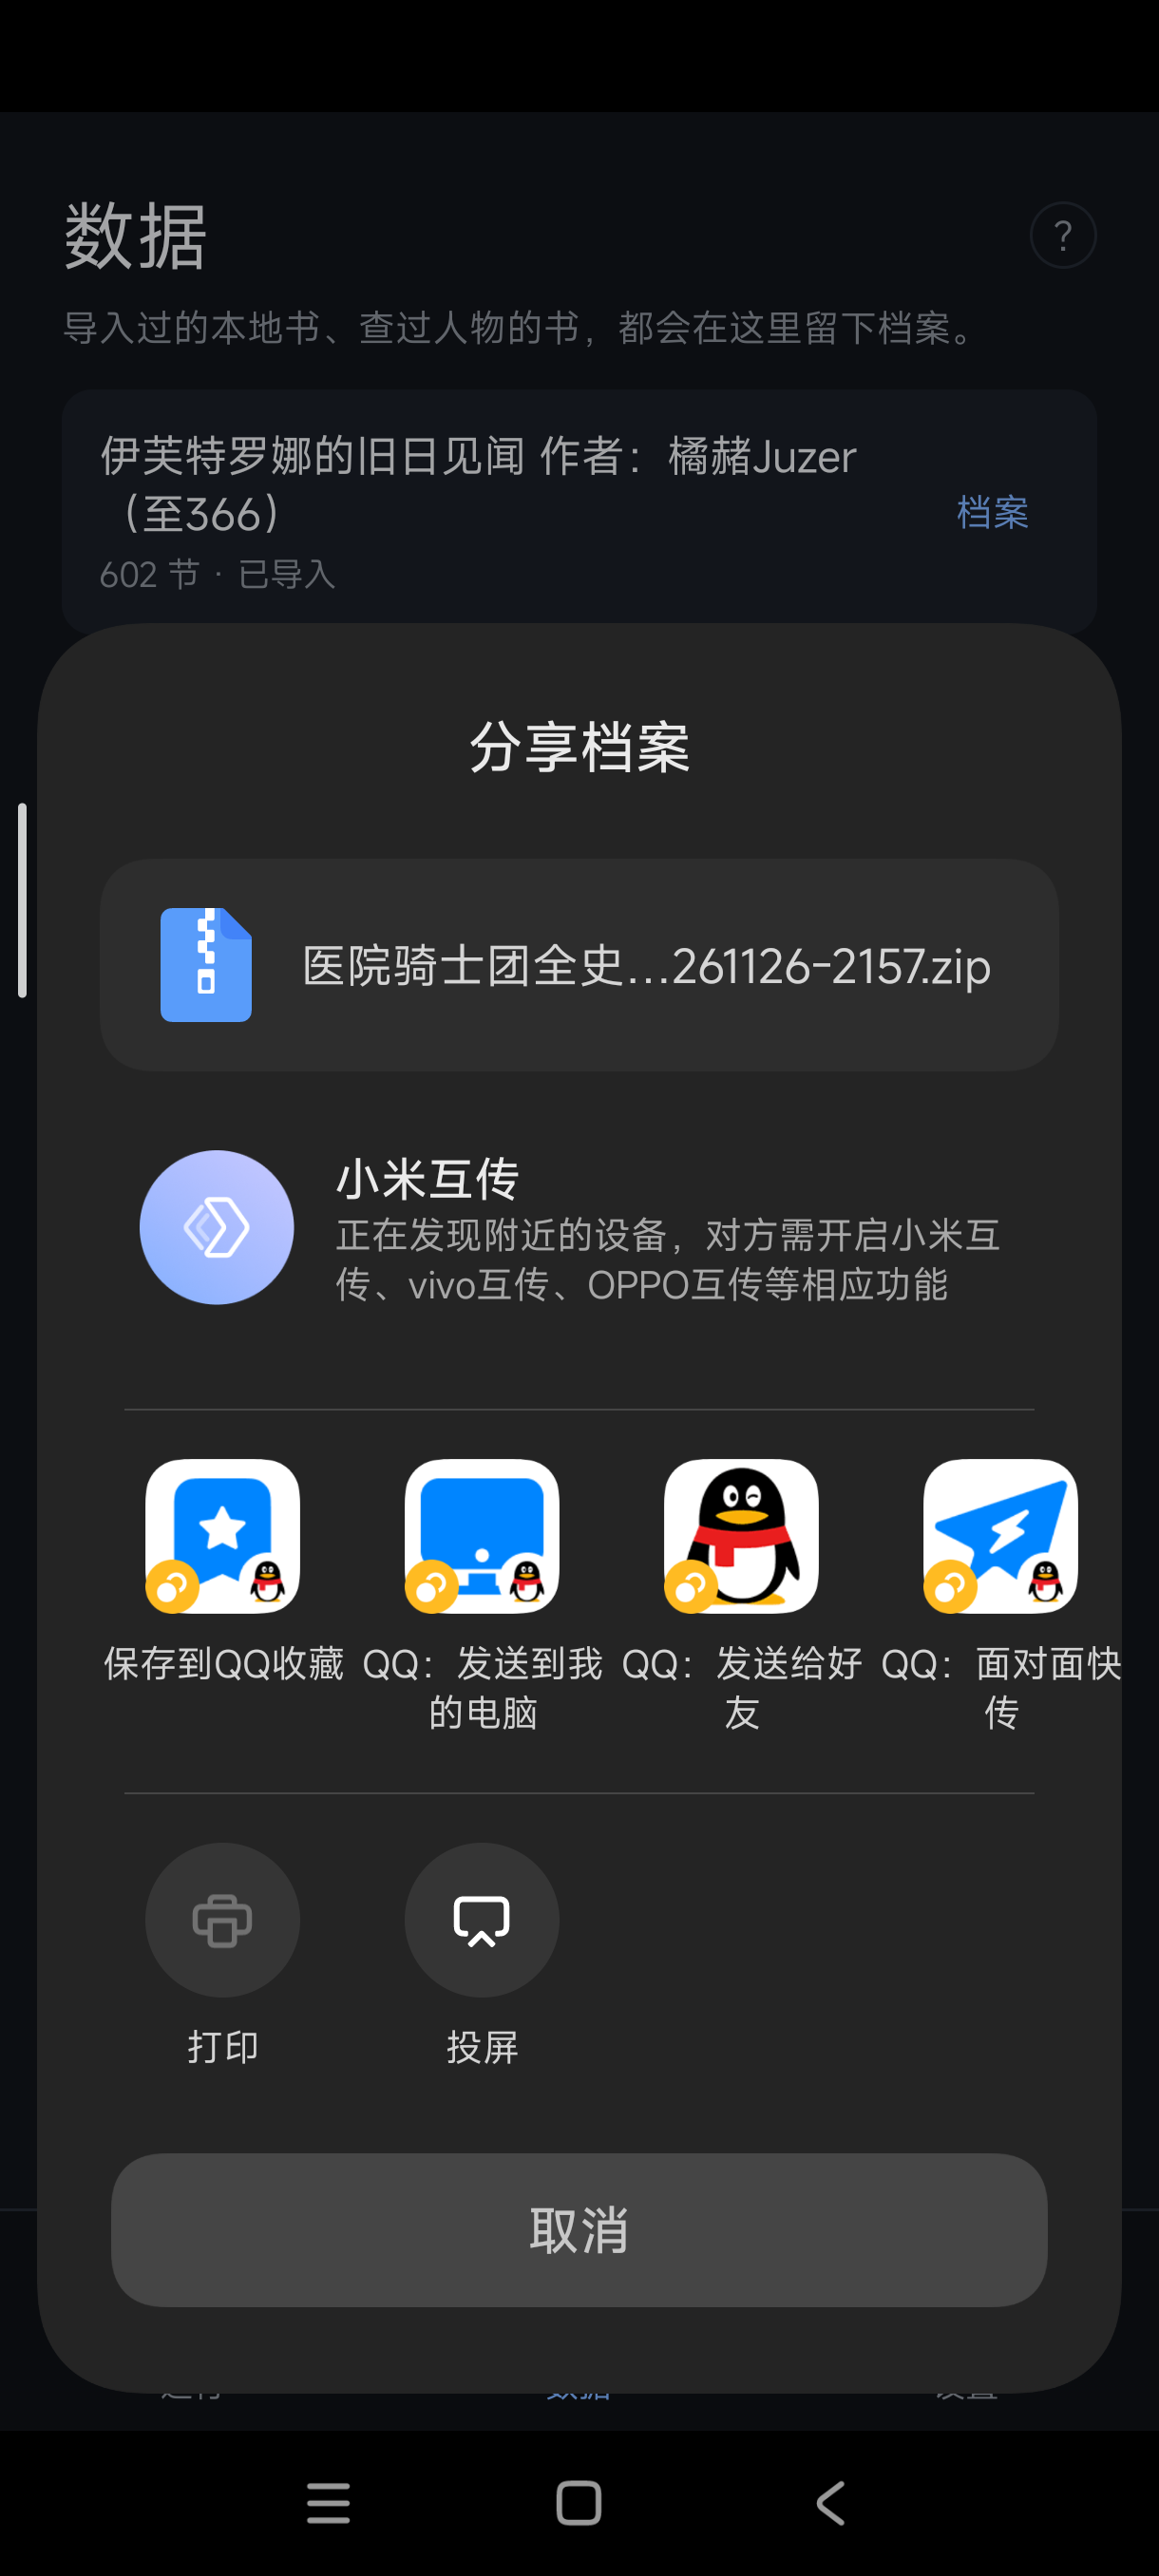 数据
?
导入过的本地书、查过人物的书，都会在这里留下档案。
伊芙特罗娜的旧日见闻 作者：橘赭Juzer
（至366）
档案
602 节 · 已导入
分享档案
医院骑士团全史...261126-2157.zip
小米互传
正在发现附近的设备，对方需开启小米互
传、vivo互传、OPPO互传等相应功能
保存到QQ收藏
QQ：发送到我
的电脑
QQ：发送给好
友
QQ：面对面快
传
打印
投屏
取消
数据
设置